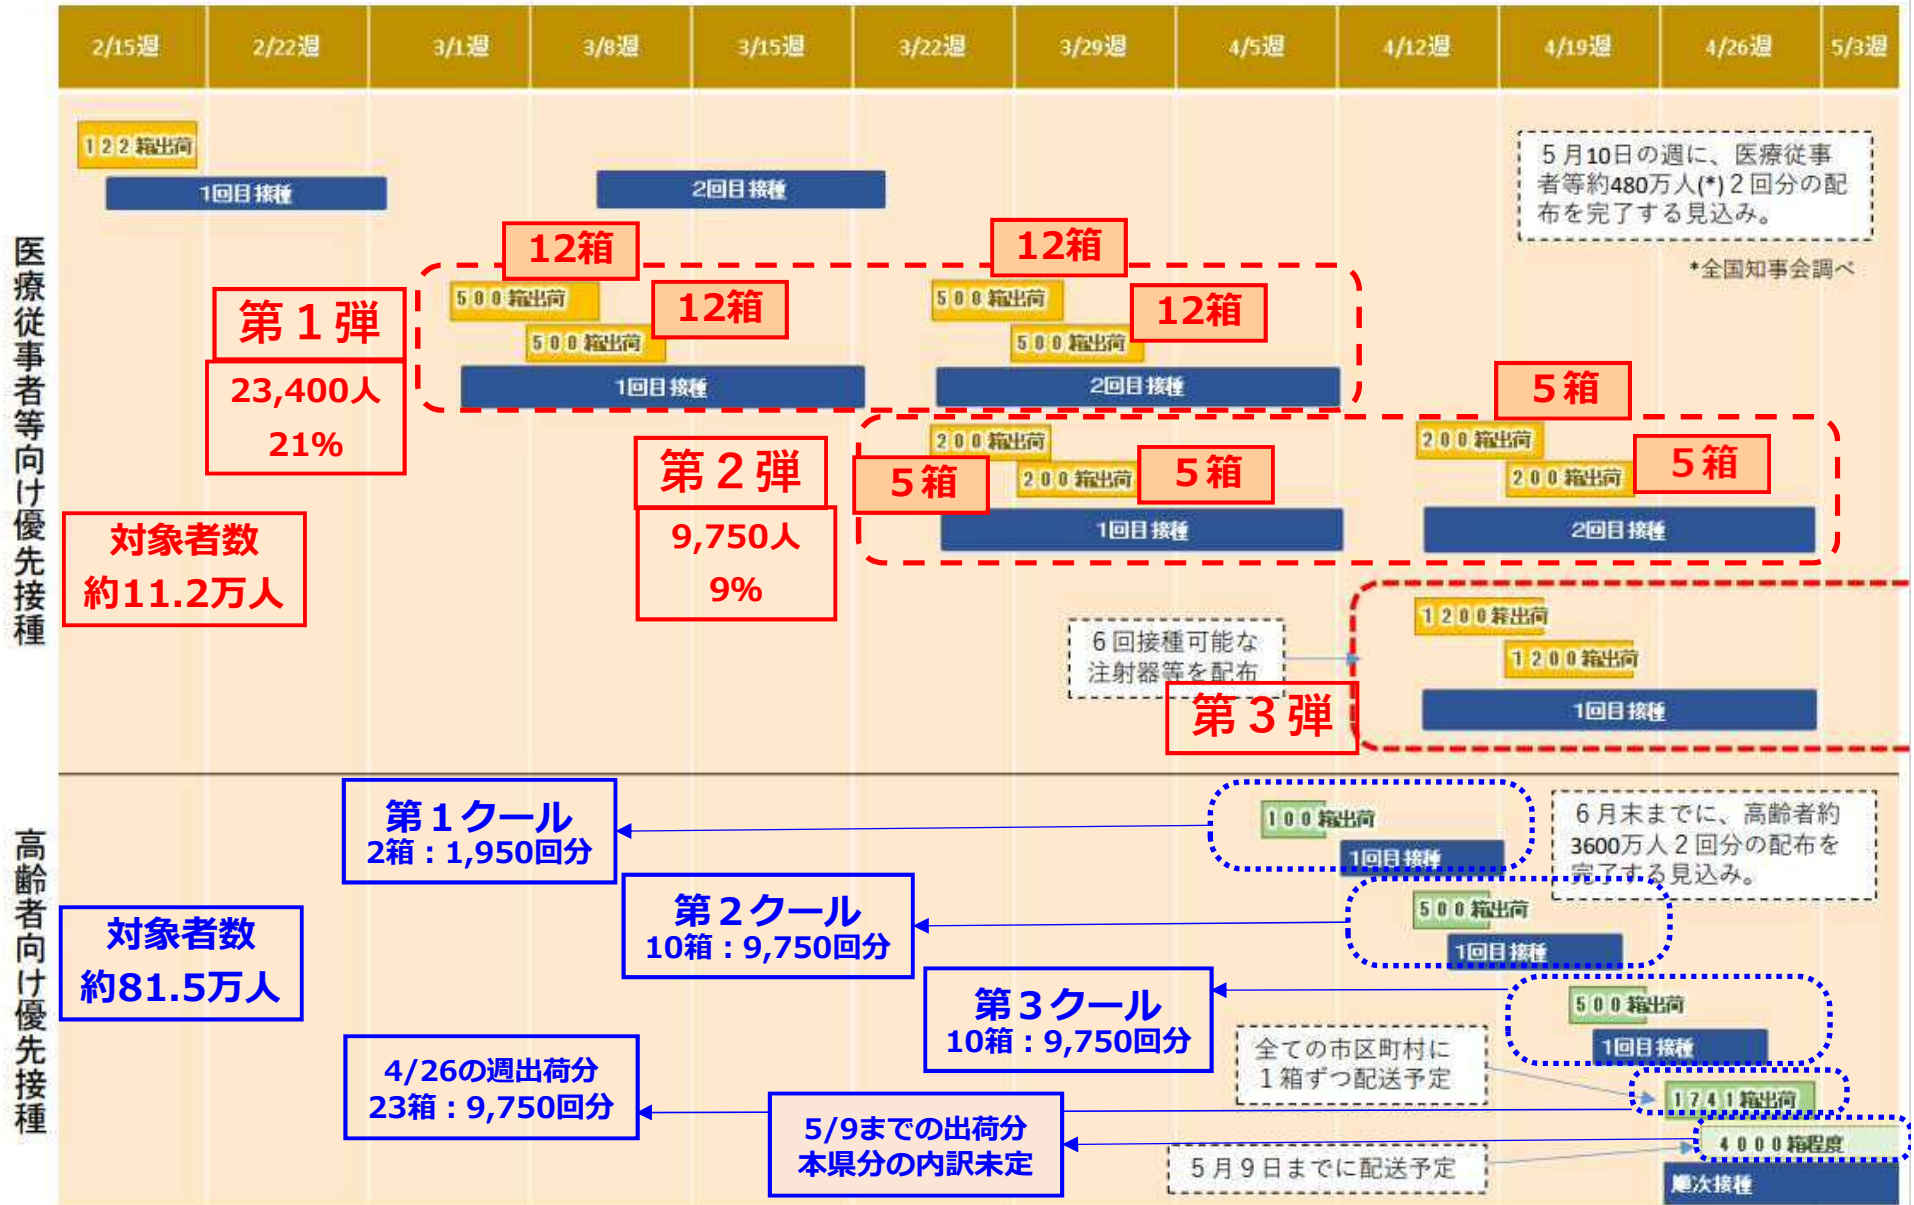 2/15週
2/22週
3/1週
3/8週
3/15週
3/22週
3/29週
4/5週
4/12週
4/19週
4/26週
5/3週
医療従事者等向け優先接種
122箱出荷
1回目接種
2回目接種
5月10日の週に、医療従事
者等約480万人(*)2回分の配
布を完了する見込み。
*全国知事会調べ
第1弾
23,400人
21%
12箱
500箱出荷
12箱
500箱出荷
1回目接種
12箱
500箱出荷
12箱
500箱出荷
2回目接種
第2弾
9,750人
9%
200箱出荷
5箱
200箱出荷
5箱
1回目接種
5箱
200箱出荷
200箱出荷
5箱
2回目接種
対象者数
約11.2万人
6回接種可能な
注射器等を配布
第3弾
1200箱出荷
1200箱出荷
1回目接種
高齢者向け優先接種
対象者数
約81.5万人
第1クール
2箱：1,950回分
100箱出荷
1回目接種
6月末までに、高齢者約
3600万人2回分の配布を
完了する見込み。
第2クール
10箱：9,750回分
500箱出荷
1回目接種
第3クール
10箱：9,750回分
500箱出荷
1回目接種
4/26の週出荷分
23箱：9,750回分
全ての市区町村に
1箱ずつ配送予定
1741箱出荷
5/9までの出荷分
本県分の内訳未定
4000箱程度
5月9日までに配送予定
順次接種